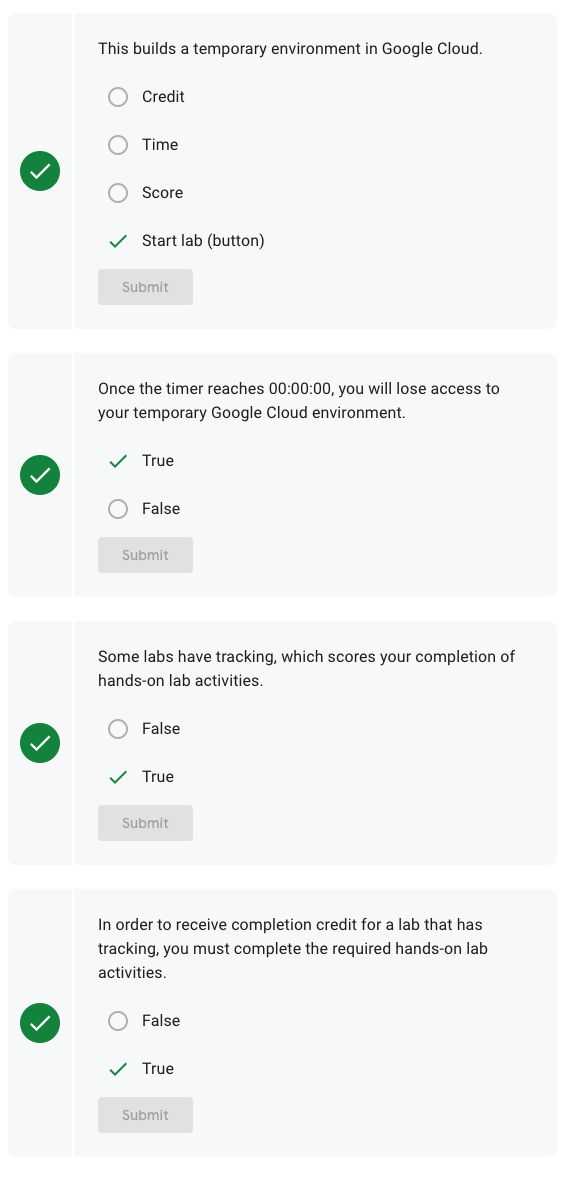 This builds a temporary environment in Google Cloud.
Credit
Time
Score
Start lab (button)
Submit
Once the timer reaches 00:00:00, you will lose access to
your temporary Google Cloud environment.
True
False
Submit
Some labs have tracking, which scores your completion of
hands-on lab activities.
False
True
Submit
In order to receive completion credit for a lab that has
tracking, you must complete the required hands-on lab
activities.
False
True
Submit